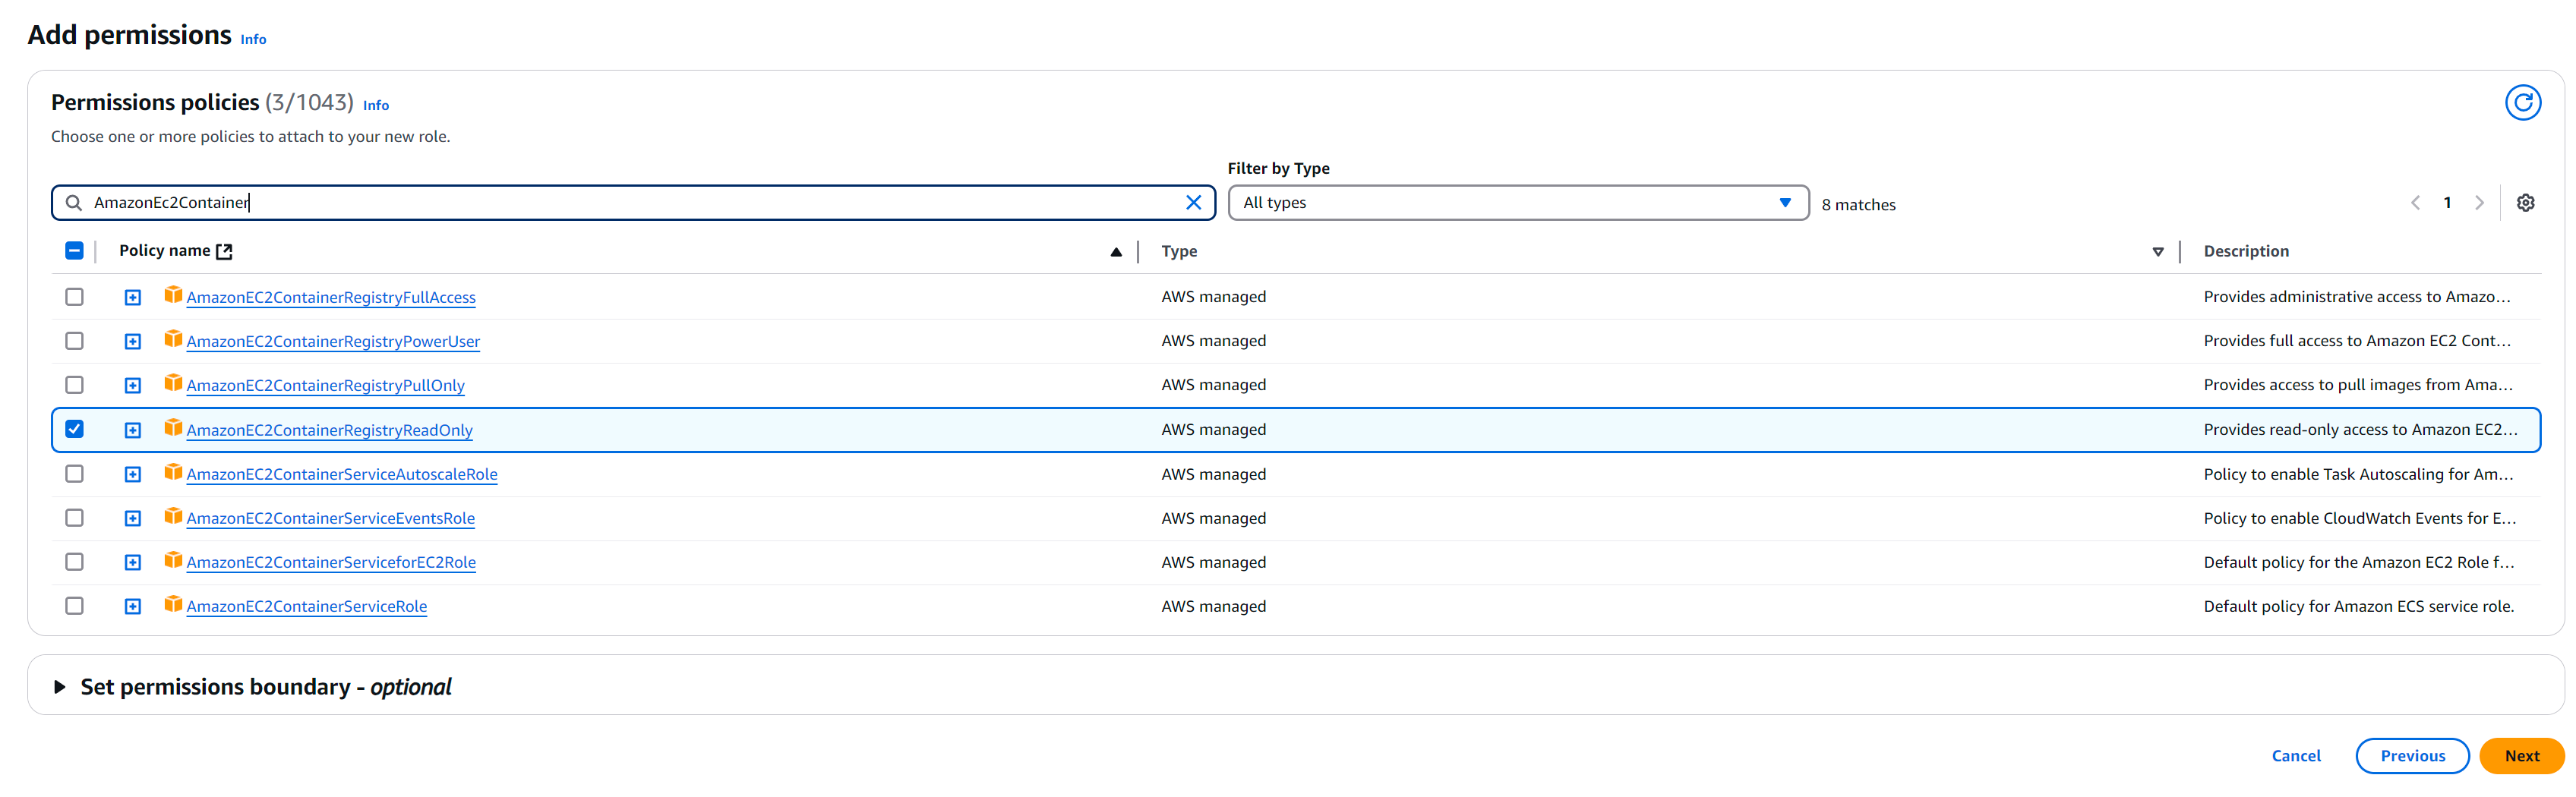 Add permissions Info
Permissions policies (3/1043) Info
Choose one or more policies to attach to your new role.
Filter by Type
AmazonEc2Container
All types
8 matches
1
Policy name
Type
Description
AmazonEC2ContainerRegistryFullAccess AWS managed Provides administrative access to Amazo...
AmazonEC2ContainerRegistryPowerUser AWS managed Provides full access to Amazon EC2 Cont...
AmazonEC2ContainerRegistryPullOnly AWS managed Provides access to pull images from Ama...
AmazonEC2ContainerRegistryReadOnly AWS managed Provides read-only access to Amazon EC2...
AmazonEC2ContainerServiceAutoscaleRole AWS managed Policy to enable Task Autoscaling for Am...
AmazonEC2ContainerServiceEventsRole AWS managed Policy to enable CloudWatch Events for E...
AmazonEC2ContainerServiceforEC2Role AWS managed Default policy for the Amazon EC2 Role f...
AmazonEC2ContainerServiceRole AWS managed Default policy for Amazon ECS service role.
Set permissions boundary - optional
Cancel Previous Next